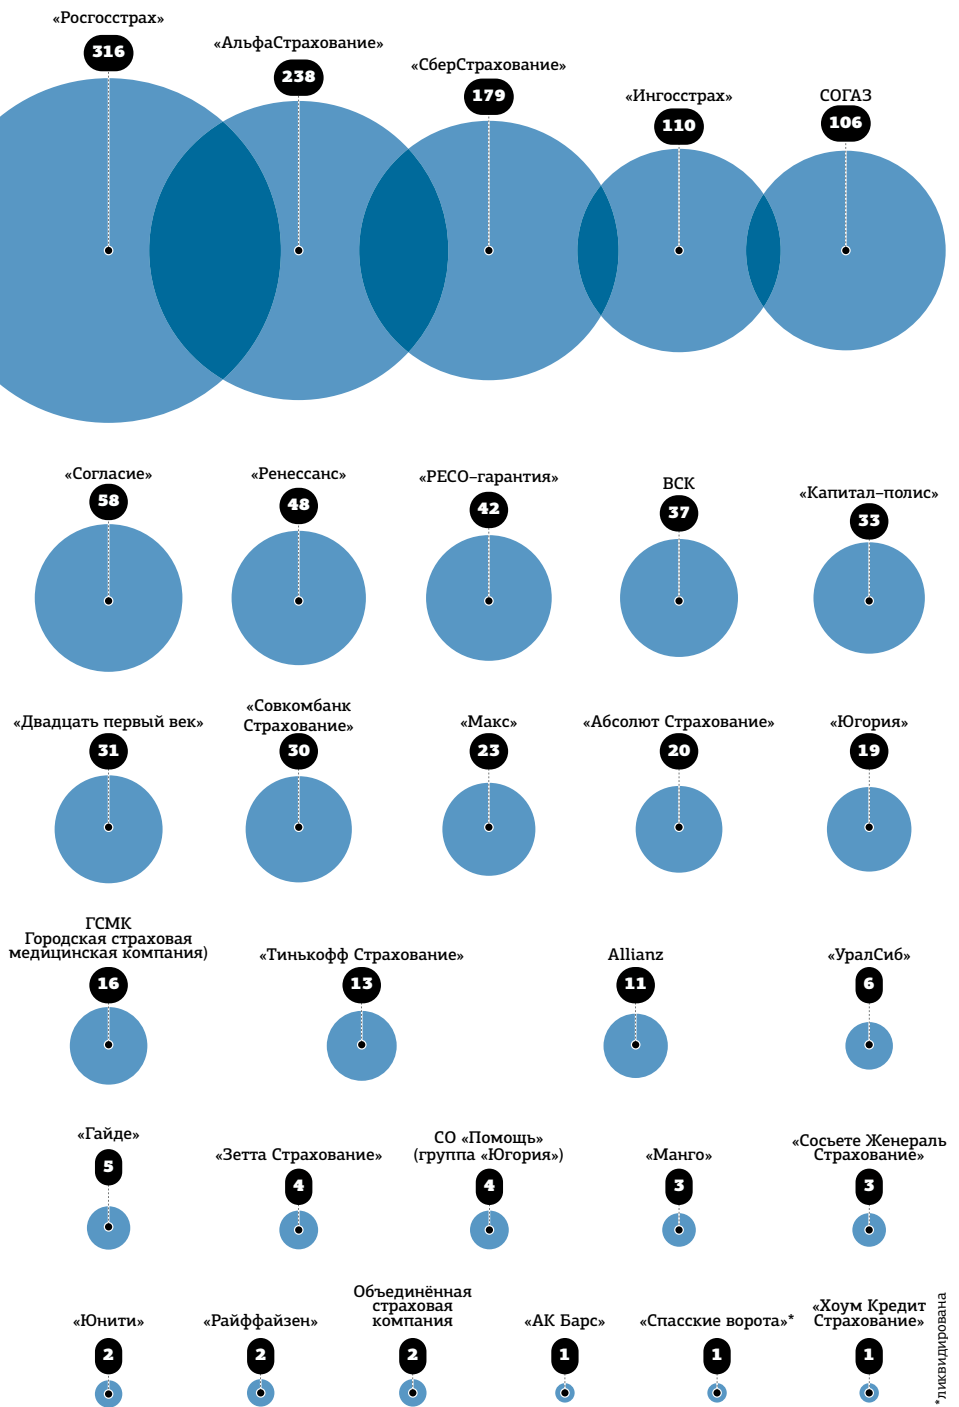 «Росгосстрах»
316
«АльфаСтрахование»
238
«СберСтрахование»
179
«Ингосстрах»
110
СОГАЗ
106
«Согласие»
58
«Ренессанс»
48
«РЕСО-гарантия»
42
ВСК
37
«Капитал-полис»
33
«Двадцать первый век»
31
«Совкомбанк
Страхование»
30
«Макс»
23
«Абсолют Страхование»
20
«Югория»
19
ГСМК
Городская страховая
медицинская компания)
16
«Тинькофф Страхование»
13
Allianz
11
«УралСиб»
6
«Гайде»
5
«Зетта Страхование»
4
СО «Помощь»
(группа «Югория»)
4
«Манго»
3
«Сосьете Женераль
Страхование»
3
«Юнити»
2
«Райффайзен»
2
Объединённая
страховая
компания
2
«АК Барс»
1
«Спасские ворота»*
1
«Хоум Кредит
Страхование»
1
*ликвидирована